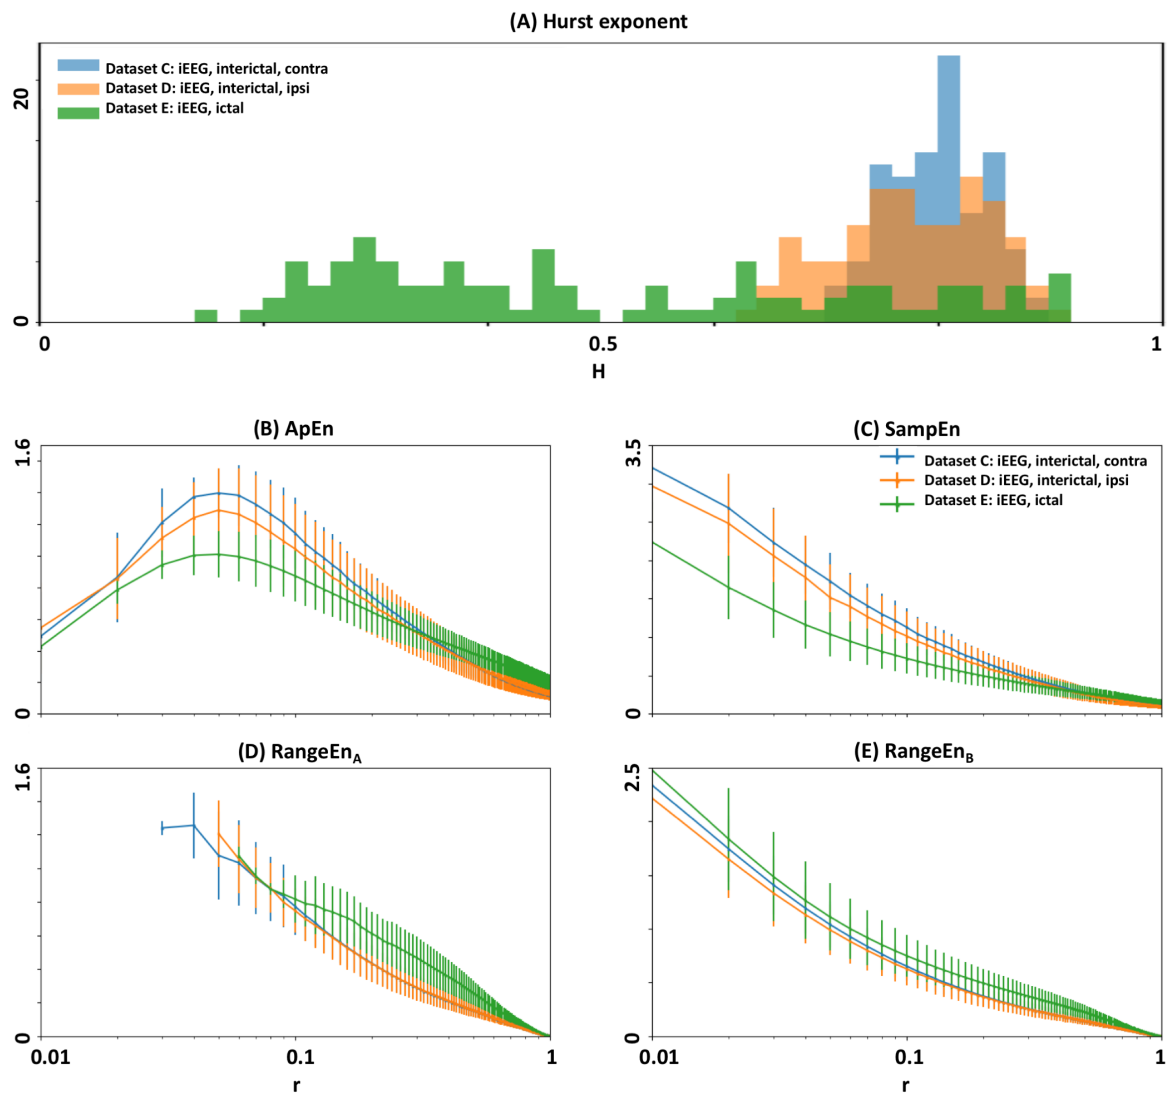 (A) Hurst exponent
Dataset C: iEEG, interictal, contra
Dataset D: iEEG, interictal, ipsi
Dataset E: iEEG, ictal
20
0
0 0.5 1
H
(B) ApEn
1.6
0
(C) SampEn
3.5
Dataset C: iEEG, interictal, contra
Dataset D: iEEG, interictal, ipsi
Dataset E: iEEG, ictal
0
(D) RangeEnA
1.6
0
0.01 0.1 1
r
(E) RangeEnB
2.5
0
0.01 0.1 1
r